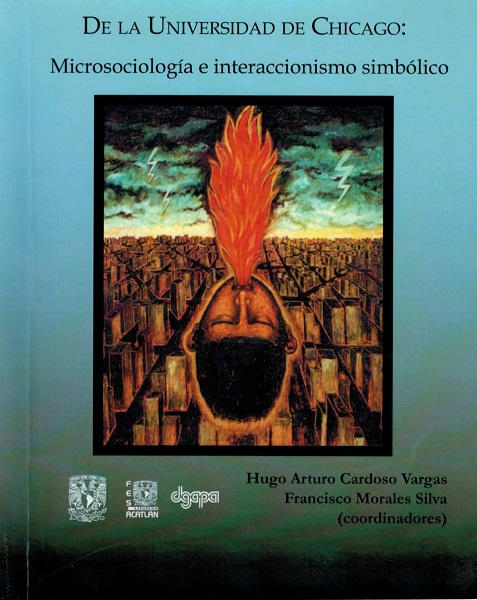 DE LA UNIVERSIDAD DE CHICAGO:
Microsociología e interaccionismo simbólico
Hugo Arturo Cardoso Vargas
Francisco Morales Silva
(coordinadores)
FES
ACATLÁN
dgapa